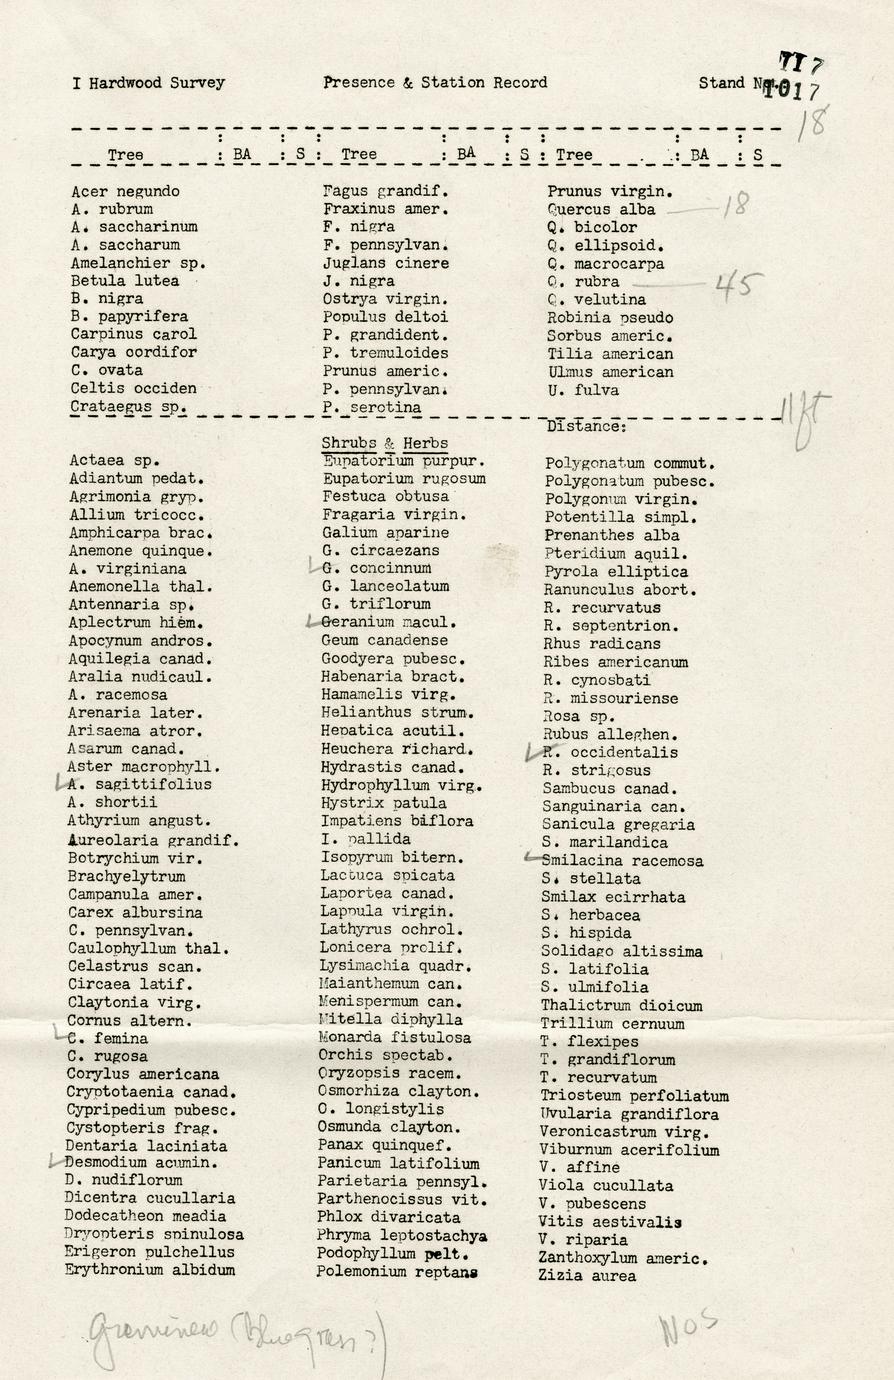 TT7
I Hardwood Survey Presence & Station Record Stand No. 1017
18
Tree : BA : S : Tree : BA : S : Tree : BA : S
Acer negundo Fagus grandif. Prunus virgin.
A. rubrum Fraxinus amer. Quercus alba 18
A. saccharinum F. nigra Q. bicolor
A. saccharum F. pennsylvan. Q. ellipsoid.
Amelanchier sp. Juglans cinere Q. macrocarpa
Betula lutea J. nigra Q. rubra 45
B. nigra Ostrya virgin. Q. velutina
B. papyrifera Populus deltoi Robinia pseudo
Carpinus carol P. grandident. Sorbus americ.
Carya oordifor P. tremuloides Tilia american
C. ovata Prunus americ. Ulmus american
Celtis occiden P. pennsylvan. U. fulva
Crataegus sp. P. serotina
Distance: 11 ft
Shrubs & Herbs
Actaea sp. Eupatorium purpur. Polygonatum commut.
Adiantum pedat. Eupatorium rugosum Polygonatum pubesc.
Agrimonia gryp. Festuca obtusa Polygonum virgin.
Allium tricocc. Fragaria virgin. Potentilla simpl.
Amphicarpa brac. Galium aparine Prenanthes alba
Anemone quinque. G. circaezans Pteridium aquil.
A. virginiana G. concinnum Pyrola elliptica
Anemonella thal. G. lanceolatum Ranunculus abort.
Antennaria sp. G. triflorum R. recurvatus
Aplectrum hiem. Geranium macul. R. septentrion.
Apocynum andros. Geum canadense Rhus radicans
Aquilegia canad. Goodyera pubesc. Ribes americanum
Aralia nudicaul. Habenaria bract. R. cynosbati
A. racemosa Hamamelis virg. R. missouriense
Arenaria later. Helianthus strum. Rosa sp.
Arisaema atror. Hepatica acutil. Rubus alleghen.
Asarum canad. Heuchera richard. R. occidentalis
Aster macrophyll. Hydrastis canad. R. strigosus
A. sagittifolius Hydrophyllum virg. Sambucus canad.
A. shortii Hystrix patula Sanguinaria can.
Athyrium angust. Impatiens biflora Sanicula gregaria
Aureolaria grandif. I. pallida S. marilandica
Botrychium vir. Isopyrum bitern. Smilacina racemosa
Brachyelytrum Lactuca spicata S. stellata
Campanula amer. Laportea canad. Smilax ecirrhata
Carex albursina Lappula virgin. S. herbacea
C. pennsylvan. Lathyrus ochrol. S. hispida
Caulophyllum thal. Lonicera prolif. Solidago altissima
Celastrus scan. Lysimachia quadr. S. latifolia
Circaea latif. Maianthemum can. S. ulmifolia
Claytonia virg. Menispermum can. Thalictrum dioicum
Cornus altern. Mitella diphylla Trillium cernuum
C. femina Monarda fistulosa T. flexipes
C. rugosa Orchis spectab. T. grandiflorum
Corylus americana Oryzopsis racem. T. recurvatum
Cryptotaenia canad. Osmorhiza clayton. Triosteum perfoliatum
Cypripedium pubesc. O. longistylis Uvularia grandiflora
Cystopteris frag. Osmunda clayton. Veronicastrum virg.
Dentaria laciniata Panax quinquef. Viburnum acerifolium
Desmodium acumin. Panicum latifolium V. affine
D. nudiflorum Parietaria pennsyl. Viola cucullata
Dicentra cucullaria Parthenocissus vit. V. pubescens
Dodecatheon meadia Phlox divaricata Vitis aestivalis
Dryopteris spinulosa Phryma leptostachya V. riparia
Erigeron pulchellus Podophyllum pelt. Zanthoxylum americ.
Erythronium albidum Polemonium reptans Zizia aurea
(Bluegrass?) NOS